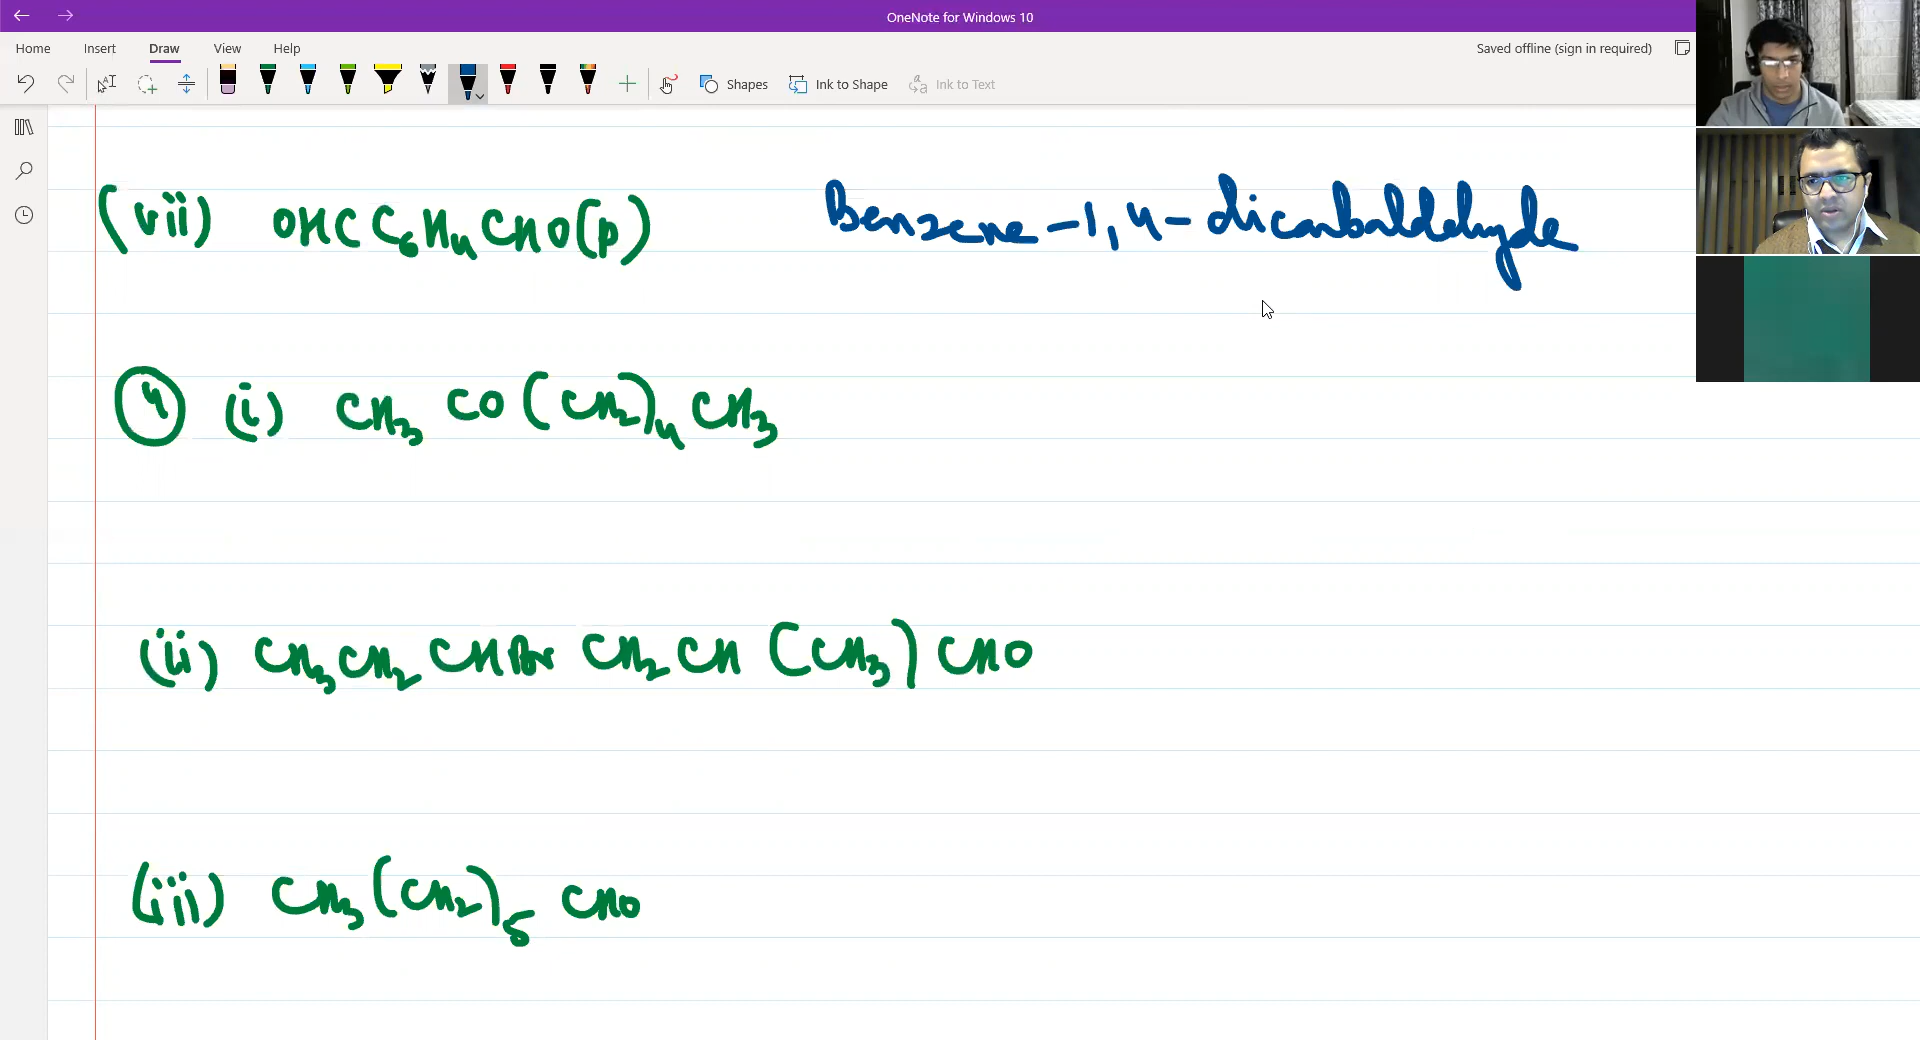 OneNote for Windows 10
Home Insert Draw View Help
Saved offline (sign in required)
Shapes Ink to Shape Ink to Text
(vii) OHC C₆H₄ CHO(p) Benzene-1,4-dicarbaldehyde
④ (i) CH₃ CO (CH₂)₄ CH₃
(ii) CH₃CH₂ CHBr CH₂ CH (CH₃) CHO
(iii) CH₃ (CH₂)₅ CHO